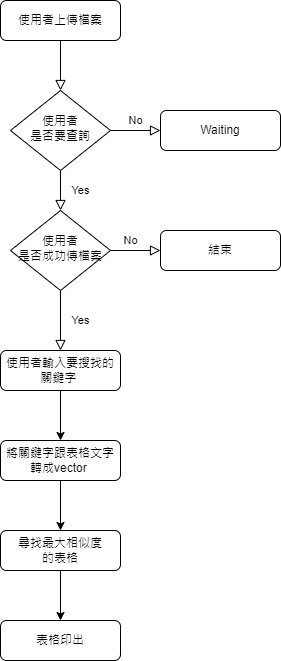 使用者上傳檔案
使用者
是否要查詢
No
Waiting
Yes
使用者
是否成功傳檔案
No
結束
Yes
使用者輸入要搜找的
關鍵字
將關鍵字跟表格文字
轉成vector
尋找最大相似度
的表格
表格印出